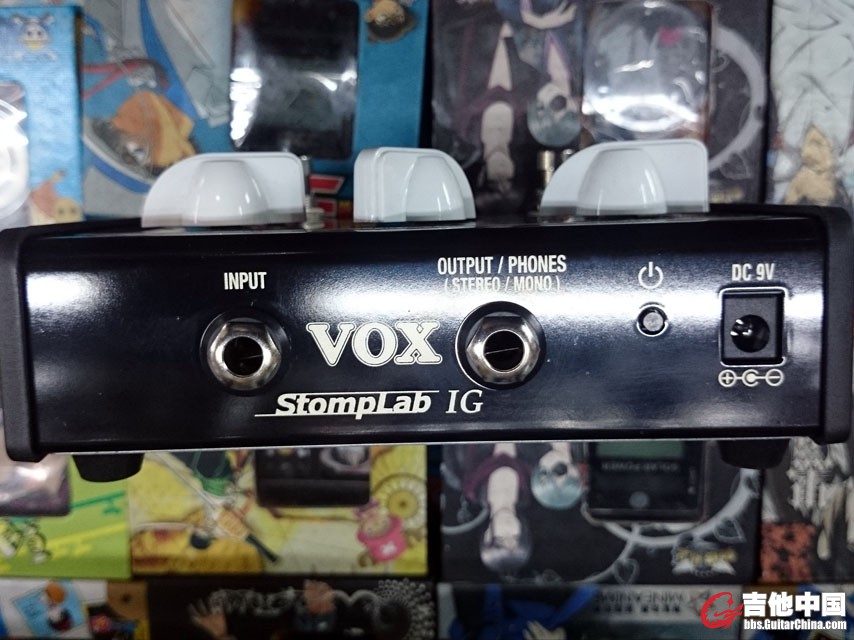 INPUT
OUTPUT / PHONES
( STEREO / MONO )
DC 9V
VOX
StompLab IG
吉他中国
bbs.GuitarChina.com